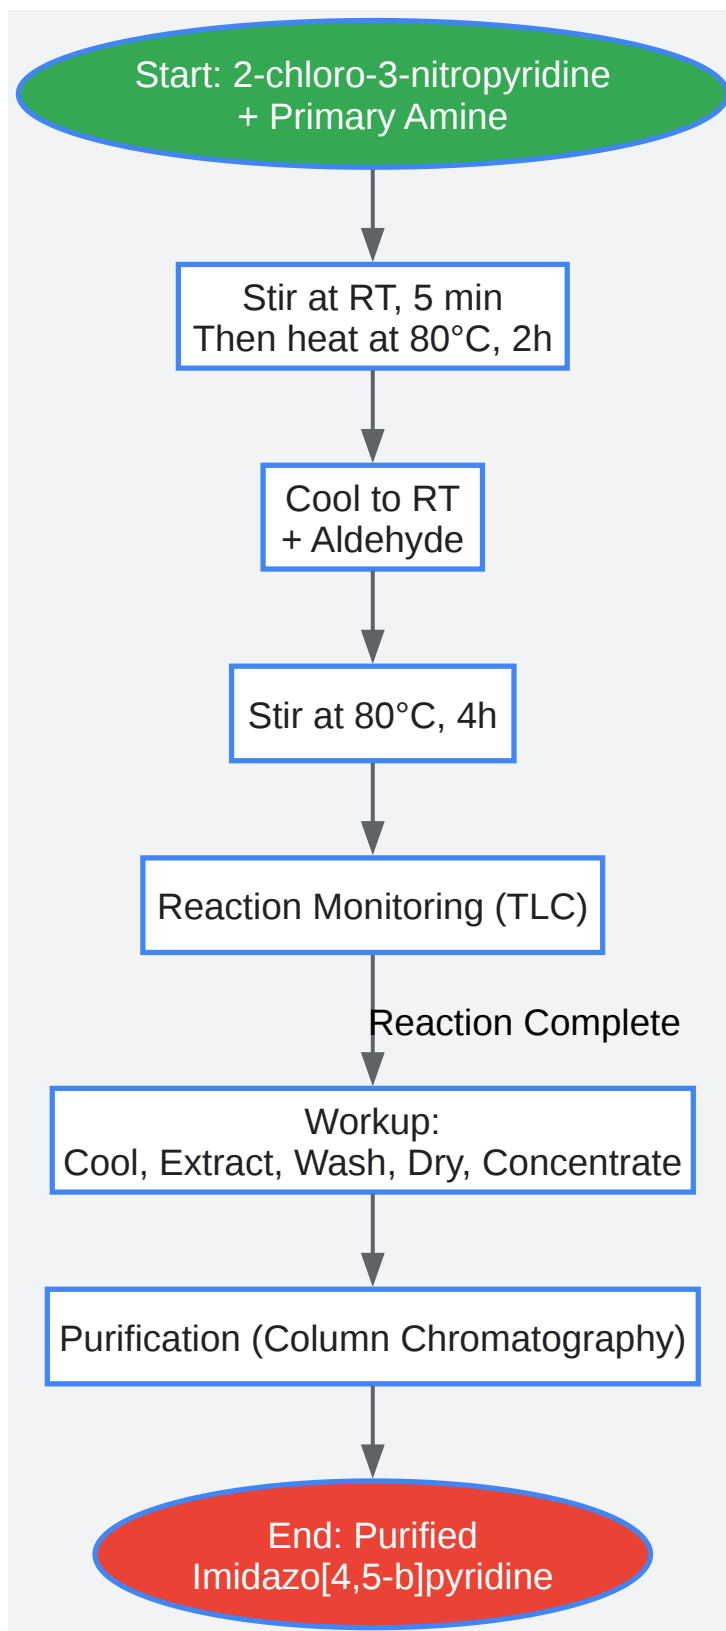 Start: 2-chloro-3-nitropyridine
+ Primary Amine
Stir at RT, 5 min
Then heat at 80°C, 2h
Cool to RT
+ Aldehyde
Stir at 80°C, 4h
Reaction Monitoring (TLC)
Reaction Complete
Workup:
Cool, Extract, Wash, Dry, Concentrate
Purification (Column Chromatography)
End: Purified
Imidazo[4,5-b]pyridine